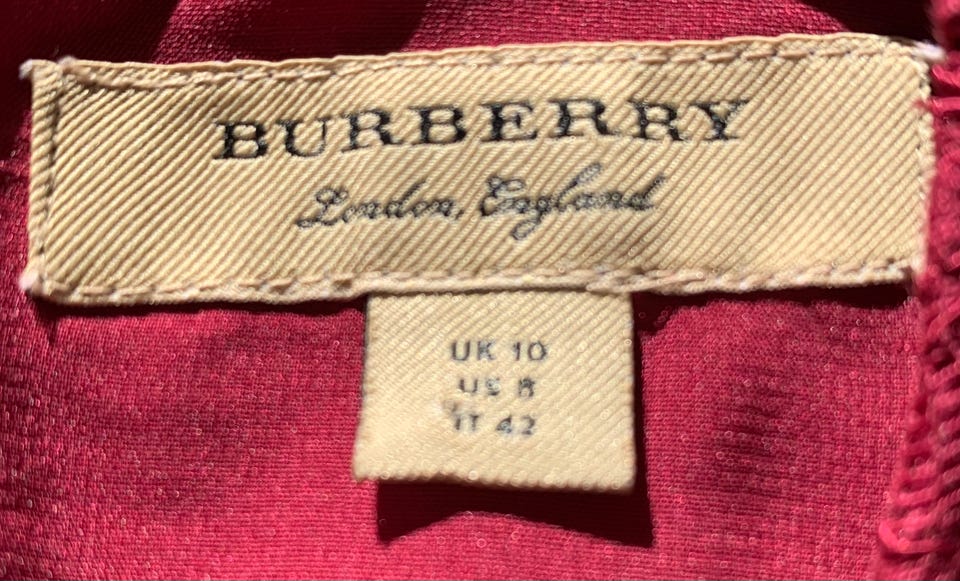 BURBERRY
London, England
UK 10
US 8
IT 42